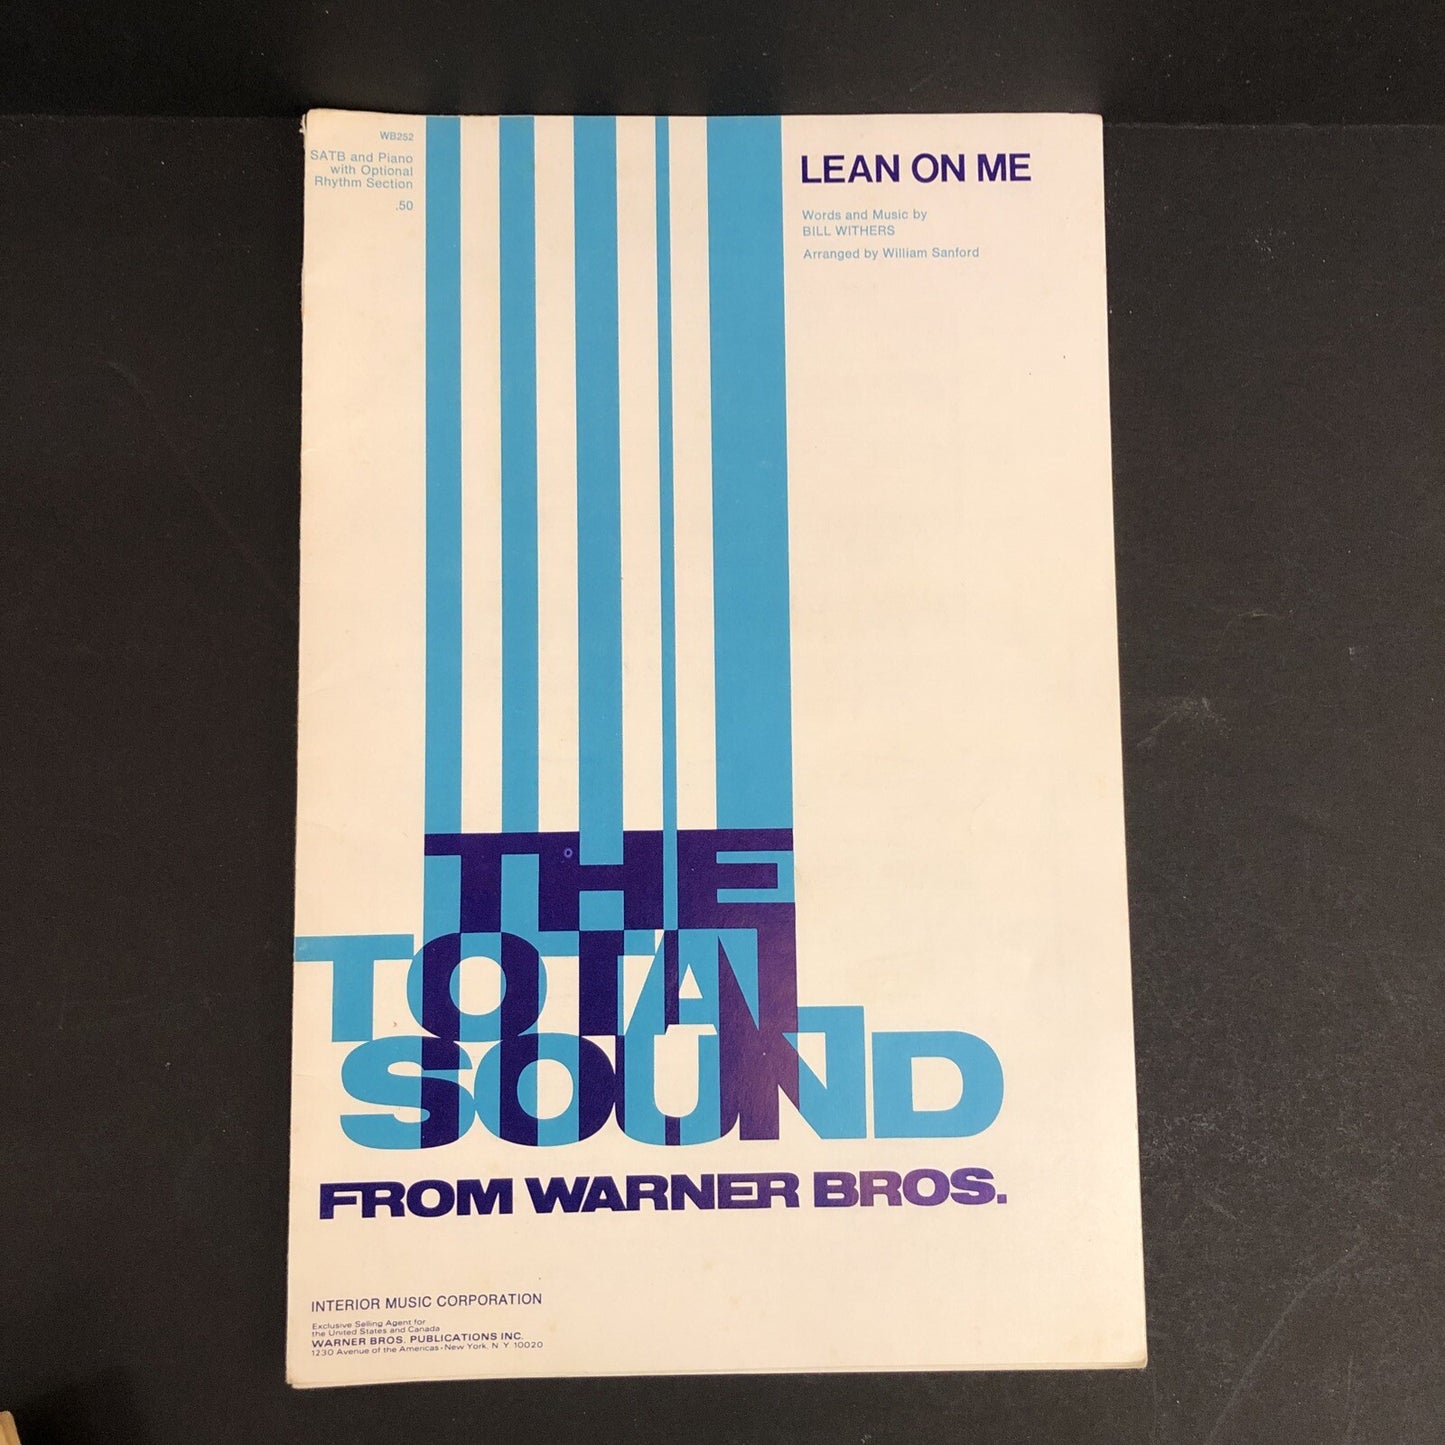 WB252
SATB and Piano
with Optional
Rhythm Section
.50
LEAN ON ME
Words and Music by
BILL WITHERS
Arranged by William Sanford
THE
TOTAL
SOUND
FROM WARNER BROS.
INTERIOR MUSIC CORPORATION
Exclusive Selling Agent for
the United States and Canada
WARNER BROS. PUBLICATIONS INC.
1230 Avenue of the Americas - New York, N Y 10020